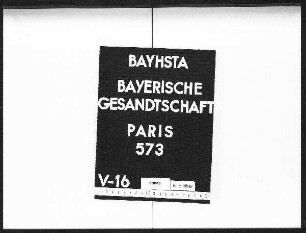 BAYHSTA
BAYERISCHE
GESANDTSCHAFT
PARIS
573
V-16